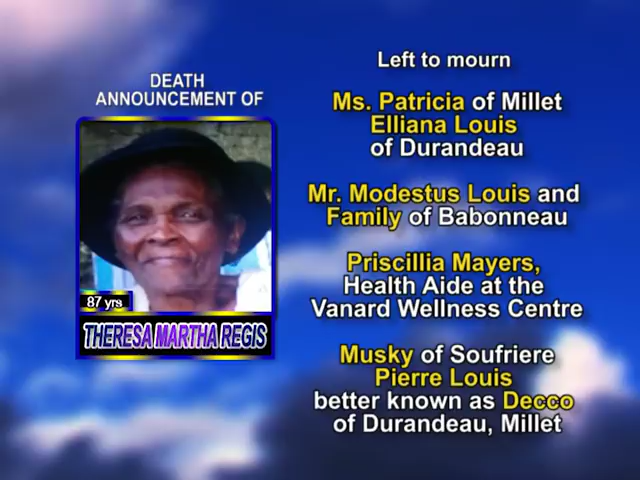 DEATH
ANNOUNCEMENT OF
87 yrs
THERESA MARTHA REGIS
Left to mourn
Ms. Patricia of Millet
Elliana Louis
of Durandeau
Mr. Modestus Louis and
Family of Babonneau
Priscillia Mayers,
Health Aide at the
Vanard Wellness Centre
Musky of Soufriere
Pierre Louis
better known as Decco
of Durandeau, Millet